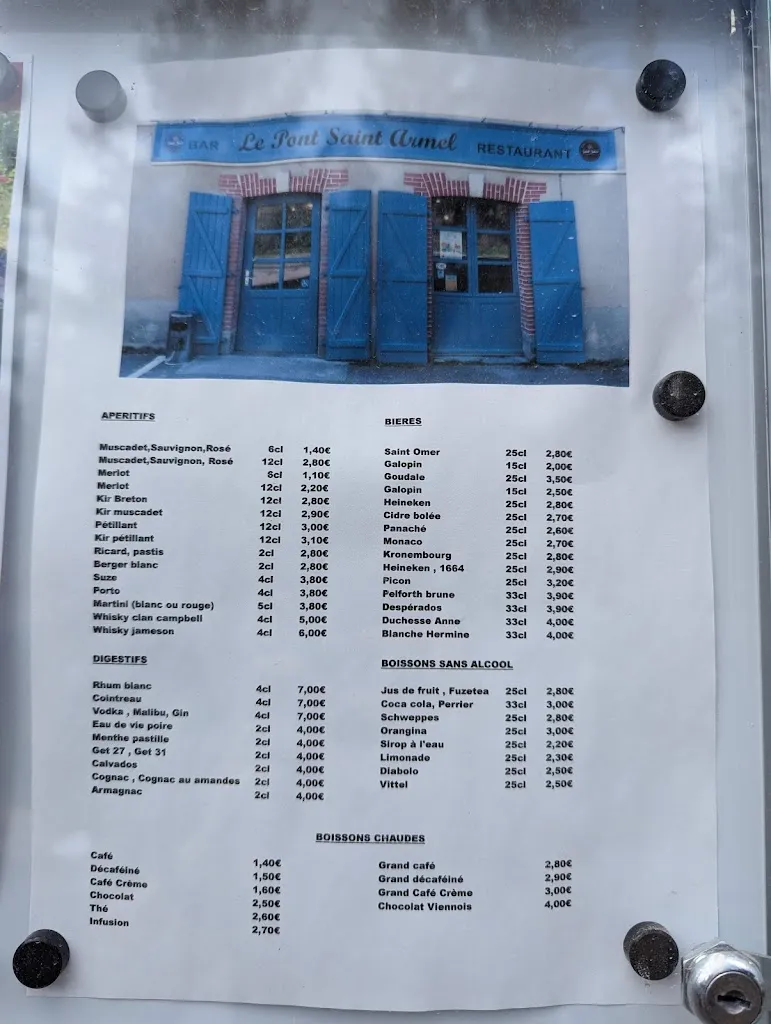 BAR Le Pont Saint Armel RESTAURANT
APERITIFS
Muscadet,Sauvignon,Rosé 6cl 1,40€
Muscadet,Sauvignon, Rosé 12cl 2,80€
Merlot 6cl 1,10€
Merlot 12cl 2,20€
Kir Breton 12cl 2,80€
Kir muscadet 12cl 2,90€
Pétillant 12cl 3,00€
Kir pétillant 12cl 3,10€
Ricard, pastis 2cl 2,80€
Berger blanc 2cl 2,80€
Suze 4cl 3,80€
Porto 4cl 3,80€
Martini (blanc ou rouge) 5cl 3,80€
Whisky clan campbell 4cl 5,00€
Whisky jameson 4cl 6,00€
BIERES
Saint Omer 25cl 2,80€
Galopin 15cl 2,00€
Goudale 25cl 3,50€
Galopin 15cl 2,50€
Heineken 25cl 2,80€
Cidre bolée 25cl 2,70€
Panaché 25cl 2,60€
Monaco 25cl 2,70€
Kronembourg 25cl 2,80€
Heineken , 1664 25cl 2,90€
Picon 25cl 3,20€
Pelforth brune 33cl 3,90€
Despérados 33cl 3,90€
Duchesse Anne 33cl 4,00€
Blanche Hermine 33cl 4,00€
DIGESTIFS
Rhum blanc 4cl 7,00€
Cointreau 4cl 7,00€
Vodka , Malibu, Gin 4cl 7,00€
Eau de vie poire 2cl 4,00€
Menthe pastille 2cl 4,00€
Get 27 , Get 31 2cl 4,00€
Calvados 2cl 4,00€
Cognac , Cognac au amandes 2cl 4,00€
Armagnac 2cl 4,00€
BOISSONS SANS ALCOOL
Jus de fruit , Fuzetea 25cl 2,80€
Coca cola, Perrier 33cl 3,00€
Schweppes 25cl 2,80€
Orangina 25cl 3,00€
Sirop à l'eau 25cl 2,20€
Limonade 25cl 2,30€
Diabolo 25cl 2,50€
Vittel 25cl 2,50€
BOISSONS CHAUDES
Café 1,40€
Décaféiné 1,50€
Café Crème 1,60€
Chocolat 2,50€
Thé 2,60€
Infusion 2,70€
Grand café 2,80€
Grand décaféiné 2,90€
Grand Café Crème 3,00€
Chocolat Viennois 4,00€